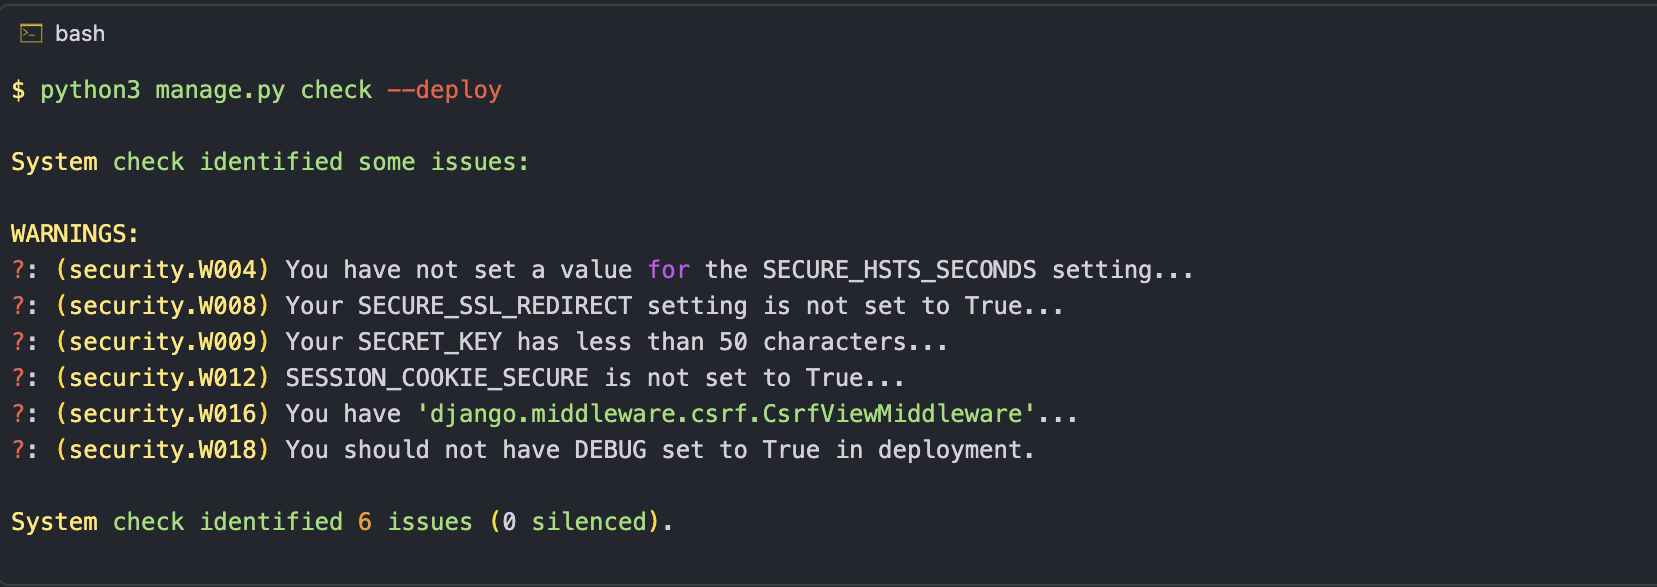 bash
$ python3 manage.py check --deploy
System check identified some issues:
WARNINGS:
?: (security.W004) You have not set a value for the SECURE_HSTS_SECONDS setting...
?: (security.W008) Your SECURE_SSL_REDIRECT setting is not set to True...
?: (security.W009) Your SECRET_KEY has less than 50 characters...
?: (security.W012) SESSION_COOKIE_SECURE is not set to True...
?: (security.W016) You have 'django.middleware.csrf.CsrfViewMiddleware'...
?: (security.W018) You should not have DEBUG set to True in deployment.
System check identified 6 issues (0 silenced).